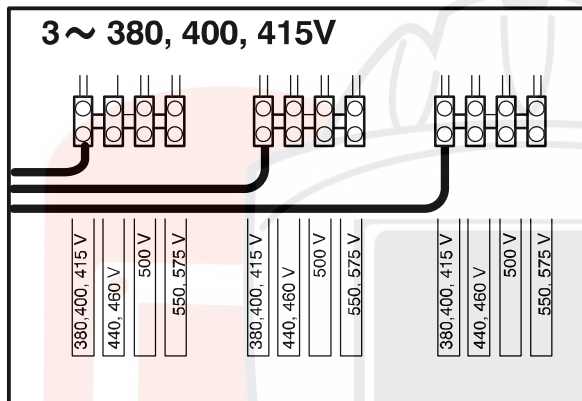 3～ 380, 400, 415V
380,400, 415 V
440, 460 V
500 V
550, 575 V
380,400, 415 V
440, 460 V
500 V
550, 575 V
380,400, 415 V
440, 460 V
500 V
550, 575 V